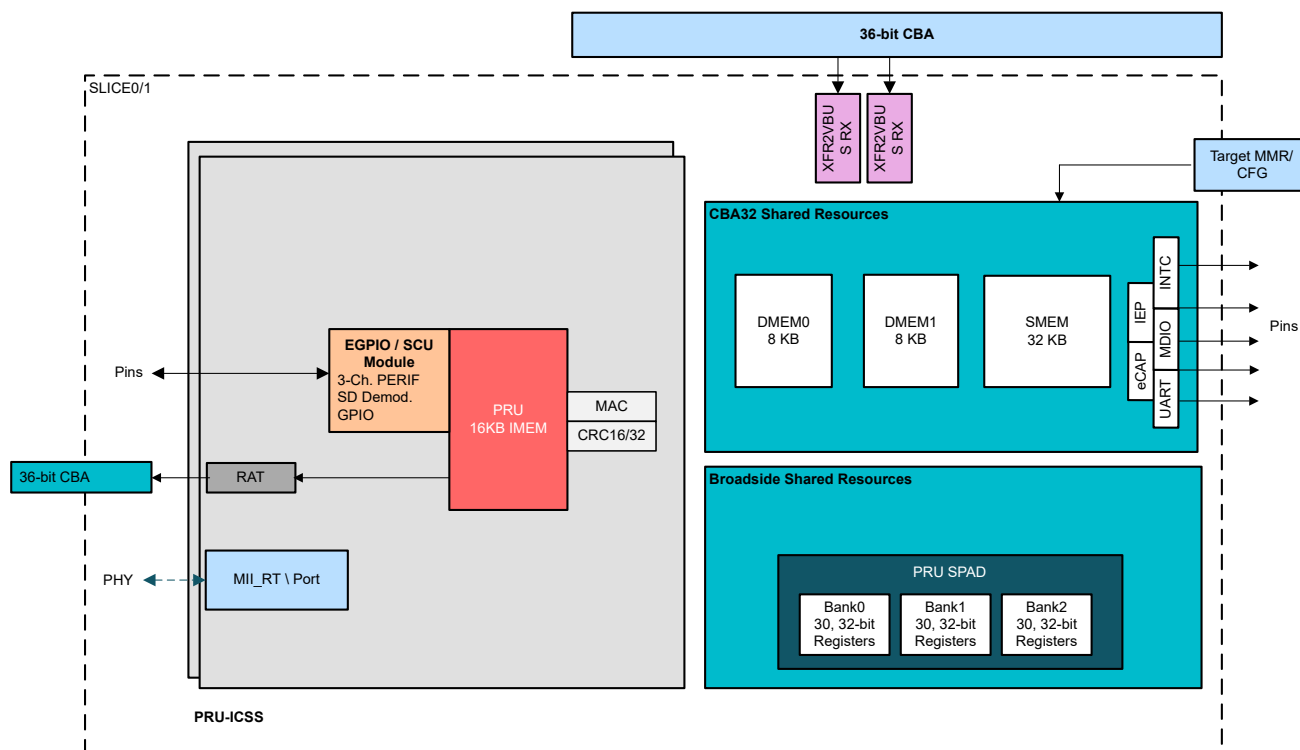 36-bit CBA
SLICE0/1
XFR2VBU
S RX
XFR2VBU
S RX
Target MMR/
CFG
CBA32 Shared Resources
DMEM0
8 KB
DMEM1
8 KB
SMEM
32 KB
INTC
IEP
MDIO
eCAP
UART
Pins
Pins
EGPIO / SCU
Module
3-Ch. PERIF
SD Demod.
GPIO
PRU
16KB IMEM
MAC
CRC16/32
36-bit CBA
RAT
PHY
MII_RT \ Port
Broadside Shared Resources
PRU SPAD
Bank0
30, 32-bit
Registers
Bank1
30, 32-bit
Registers
Bank2
30, 32-bit
Registers
PRU-ICSS